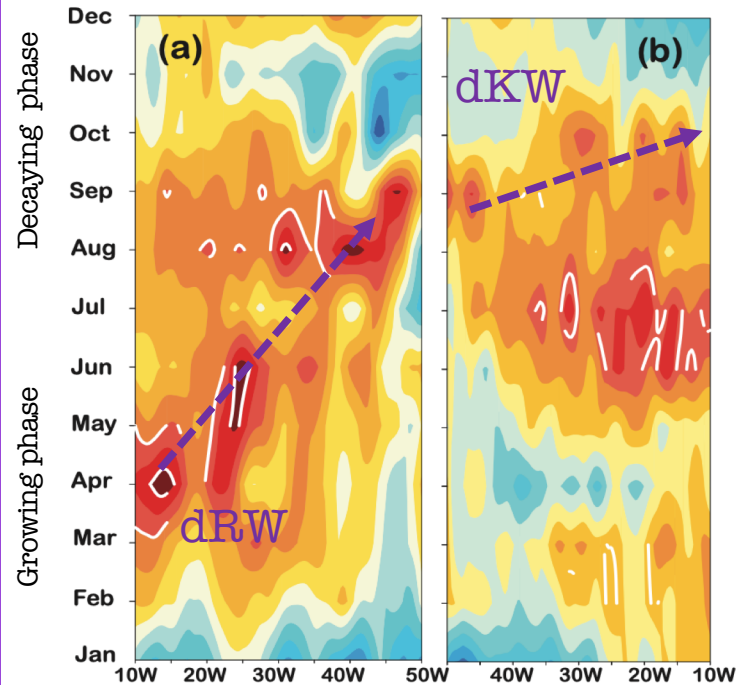 Dec
Nov
Oct
Sep
Aug
Jul
Jun
May
Apr
Mar
Feb
Jan
Decaying phase
Growing phase
(a)
dRW
10W 20W 30W 40W 50W
(b)
dKW
40W 30W 20W 10W